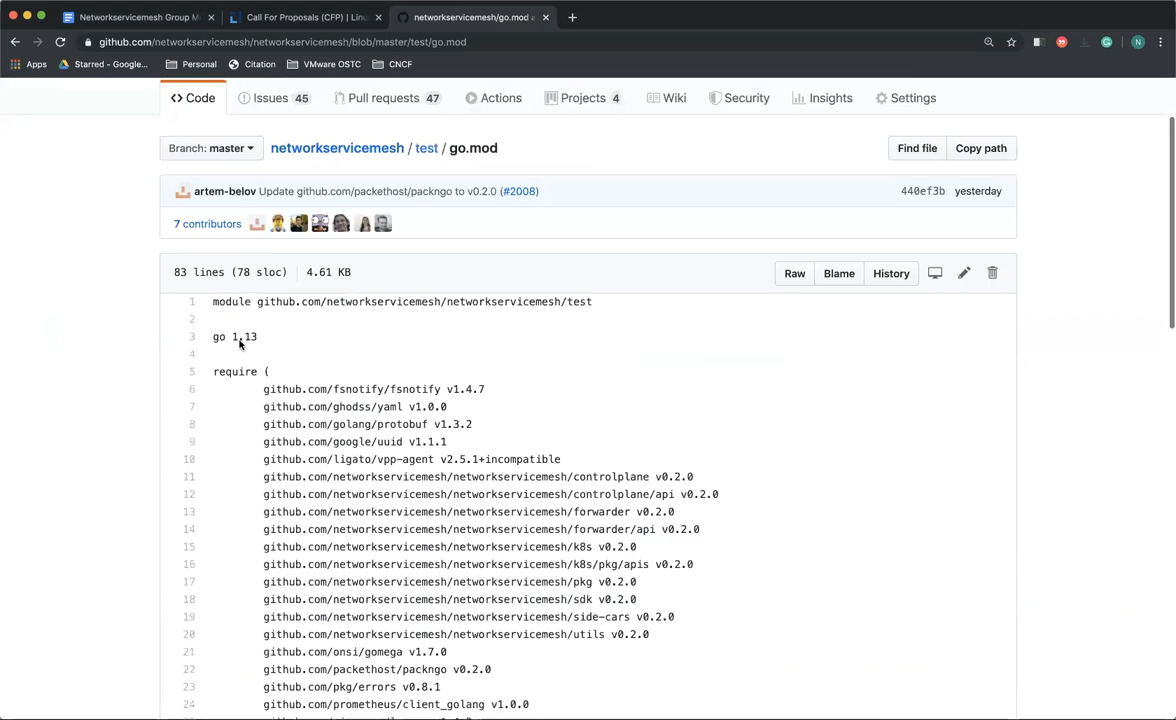 Networkservicemesh Group M
Call For Proposals (CFP) | Linu
networkservicemesh/go.mod
github.com/networkservicemesh/networkservicemesh/blob/master/test/go.mod
Apps
Starred - Google...
Personal
Citation
VMware OSTC
CNCF
N
Code
Issues 45
Pull requests 47
Actions
Projects 4
Wiki
Security
Insights
Settings
Branch: master
networkservicemesh / test / go.mod
Find file
Copy path
artem-belov Update github.com/packethost/packngo to v0.2.0 (#2008)
440ef3b yesterday
7 contributors
83 lines (78 sloc) 4.61 KB
Raw
Blame
History
1 module github.com/networkservicemesh/networkservicemesh/test
2
3 go 1.13
4
5 require (
6 github.com/fsnotify/fsnotify v1.4.7
7 github.com/ghodss/yaml v1.0.0
8 github.com/golang/protobuf v1.3.2
9 github.com/google/uuid v1.1.1
10 github.com/ligato/vpp-agent v2.5.1+incompatible
11 github.com/networkservicemesh/networkservicemesh/controlplane v0.2.0
12 github.com/networkservicemesh/networkservicemesh/controlplane/api v0.2.0
13 github.com/networkservicemesh/networkservicemesh/forwarder v0.2.0
14 github.com/networkservicemesh/networkservicemesh/forwarder/api v0.2.0
15 github.com/networkservicemesh/networkservicemesh/k8s v0.2.0
16 github.com/networkservicemesh/networkservicemesh/k8s/pkg/apis v0.2.0
17 github.com/networkservicemesh/networkservicemesh/pkg v0.2.0
18 github.com/networkservicemesh/networkservicemesh/sdk v0.2.0
19 github.com/networkservicemesh/networkservicemesh/side-cars v0.2.0
20 github.com/networkservicemesh/networkservicemesh/utils v0.2.0
21 github.com/onsi/gomega v1.7.0
22 github.com/packethost/packngo v0.2.0
23 github.com/pkg/errors v0.8.1
24 github.com/prometheus/client_golang v1.0.0